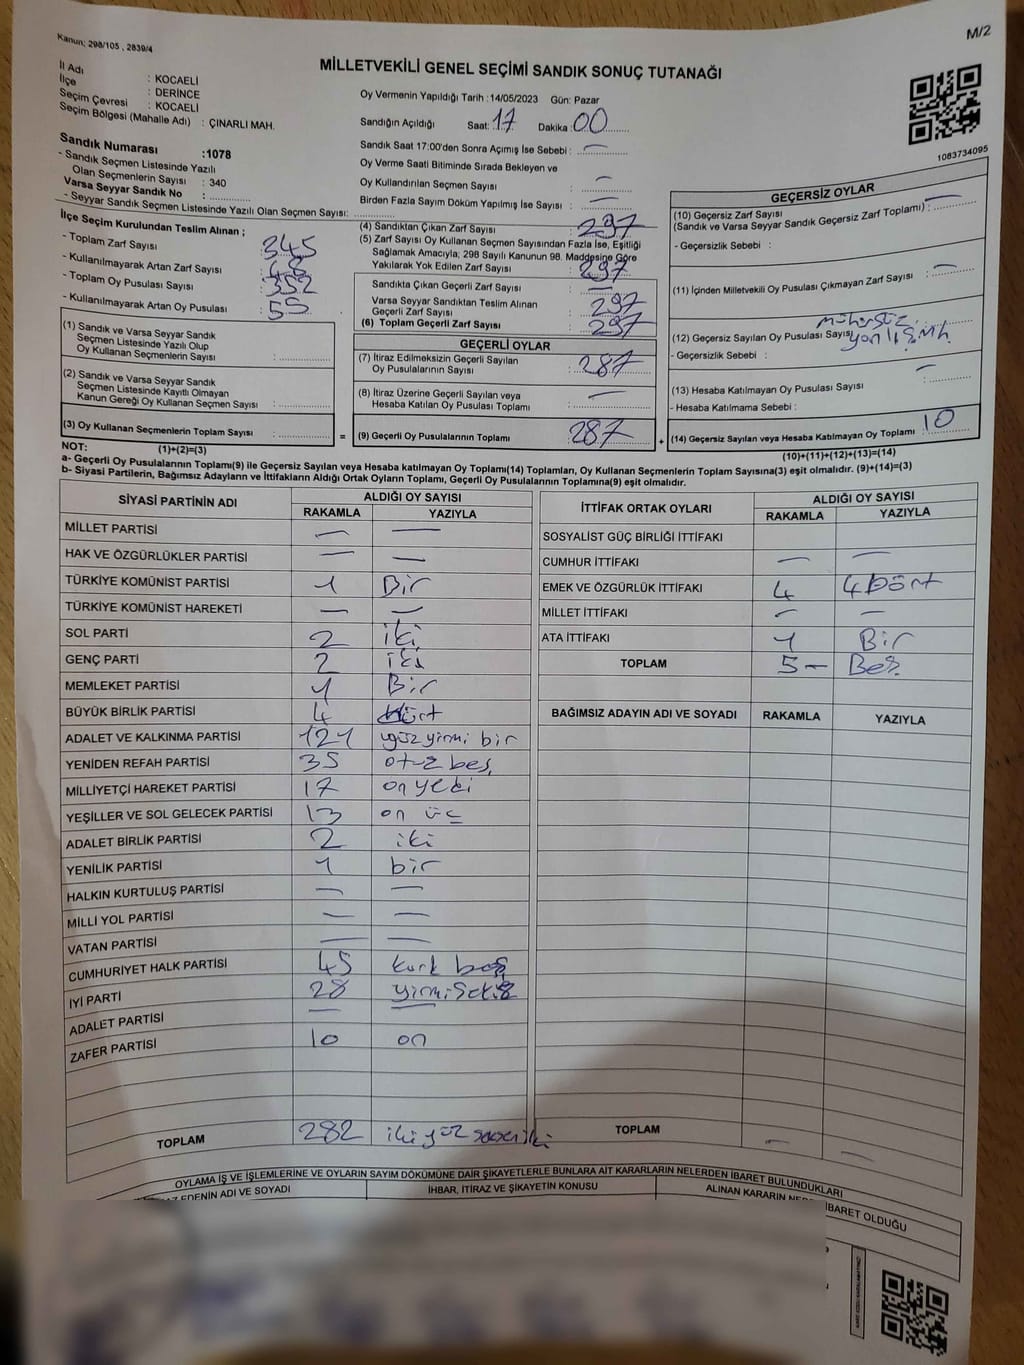 M/2
Kanun; 298/105 , 2839/4
MİLLETVEKİLİ GENEL SEÇİMİ SANDIK SONUÇ TUTANAĞI
İl Adı : KOCAELİ
İlçe : DERİNCE
Seçim Çevresi : KOCAELİ
Seçim Bölgesi (Mahalle Adı) : ÇINARLI MAH.
Sandık Numarası :1078
- Sandık Seçmen Listesinde Yazılı
Olan Seçmenlerin Sayısı : 340
Varsa Seyyar Sandık No :
- Seyyar Sandık Seçmen Listesinde Yazılı Olan Seçmen Sayısı:
Oy Vermenin Yapıldığı Tarih :14/05/2023 Gün: Pazar
Sandığın Açıldığı Saat: 17 Dakika: 00
Sandık Saat 17:00'den Sonra Açımış İse Sebebi : —
Oy Verme Saati Bitiminde Sırada Bekleyen ve
Oy Kullandırılan Seçmen Sayısı : —
Birden Fazla Sayım Döküm Yapılmış İse Sayısı : —
1083734095
İlçe Seçim Kurulundan Teslim Alınan ;
- Toplam Zarf Sayısı : 345
- Kullanılmayarak Artan Zarf Sayısı : 48
- Toplam Oy Pusulası Sayısı : 352
- Kullanılmayarak Artan Oy Pusulası : 55
(1) Sandık ve Varsa Seyyar Sandık
Seçmen Listesinde Yazılı Olup
Oy Kullanan Seçmenlerin Sayısı :
(2) Sandık ve Varsa Seyyar Sandık
Seçmen Listesinde Kayıtlı Olmayan
Kanun Gereği Oy Kullanan Seçmen Sayısı :
(3) Oy Kullanan Seçmenlerin Toplam Sayısı :
(1)+(2)=(3)
(4) Sandıktan Çıkan Zarf Sayısı : 297
(5) Zarf Sayısı Oy Kullanan Seçmen Sayısından Fazla İse, Eşitliği
Sağlamak Amacıyla; 298 Sayılı Kanunun 98. Maddesine Göre
Yakılarak Yok Edilen Zarf Sayısı : 297
Sandıkta Çıkan Geçerli Zarf Sayısı : —
Varsa Seyyar Sandıktan Teslim Alınan
Geçerli Zarf Sayısı : 297
(6) Toplam Geçerli Zarf Sayısı : 297
GEÇERLİ OYLAR
(7) İtiraz Edilmeksizin Geçerli Sayılan
Oy Pusulalarının Sayısı : 287
(8) İtiraz Üzerine Geçerli Sayılan veya
Hesaba Katılan Oy Pusulası Toplamı : —
= (9) Geçerli Oy Pusulalarının Toplamı : 287
GEÇERSİZ OYLAR
(10) Geçersiz Zarf Sayısı
(Sandık ve Varsa Seyyar Sandık Geçersiz Zarf Toplamı) : —
- Geçersizlik Sebebi :
(11) İçinden Milletvekili Oy Pusulası Çıkmayan Zarf Sayısı : —
(12) Geçersiz Sayılan Oy Pusulası Sayısı
- Geçersizlik Sebebi :
(13) Hesaba Katılmayan Oy Pusulası Sayısı : —
- Hesaba Katılmama Sebebi :
+ (14) Geçersiz Sayılan veya Hesaba Katılmayan Oy Toplamı : 10
(10)+(11)+(12)+(13)=(14)
NOT:
a- Geçerli Oy Pusulalarının Toplamı(9) ile Geçersiz Sayılan veya Hesaba katılmayan Oy Toplamı(14) Toplamları, Oy Kullanan Seçmenlerin Toplam Sayısına(3) eşit olmalıdır. (9)+(14)=(3)
b- Siyasi Partilerin, Bağımsız Adayların ve İttifakların Aldığı Ortak Oyların Toplamı, Geçerli Oy Pusulalarının Toplamına(9) eşit olmalıdır.
SİYASİ PARTİNİN ADI ALDIĞI OY SAYISI
RAKAMLA YAZIYLA
MİLLET PARTİSİ — —
HAK VE ÖZGÜRLÜKLER PARTİSİ — —
TÜRKİYE KOMÜNİST PARTİSİ 1 Bir
TÜRKİYE KOMÜNİST HAREKETİ — —
SOL PARTİ 2 iki
GENÇ PARTİ 2 iki
MEMLEKET PARTİSİ 1 Bir
BÜYÜK BİRLİK PARTİSİ 4 dört
ADALET VE KALKINMA PARTİSİ 121 yüz yirmi bir
YENİDEN REFAH PARTİSİ 35 otuz beş
MİLLİYETÇİ HAREKET PARTİSİ 17 on yedi
YEŞİLLER VE SOL GELECEK PARTİSİ 13 on üç
ADALET BİRLİK PARTİSİ 2 iki
YENİLİK PARTİSİ 1 bir
HALKIN KURTULUŞ PARTİSİ — —
MİLLİ YOL PARTİSİ — —
VATAN PARTİSİ — —
CUMHURİYET HALK PARTİSİ 45 kırk beş
İYİ PARTİ 28 yirmi sekiz
ADALET PARTİSİ — —
ZAFER PARTİSİ 10 on
TOPLAM 282 iki yüz seksen iki
İTTİFAK ORTAK OYLARI ALDIĞI OY SAYISI
RAKAMLA YAZIYLA
SOSYALİST GÜÇ BİRLİĞİ İTTİFAKI
CUMHUR İTTİFAKI — —
EMEK VE ÖZGÜRLÜK İTTİFAKI 4 4 Dört
MİLLET İTTİFAKI — —
ATA İTTİFAKI 1 Bir
TOPLAM 5 — Beş
BAĞIMSIZ ADAYIN ADI VE SOYADI RAKAMLA YAZIYLA
TOPLAM — —
OYLAMA İŞ VE İŞLEMLERİNE VE OYLARIN SAYIM DÖKÜMÜNE DAİR ŞİKAYETLERLE BUNLARA AİT KARARLARIN NELERDEN İBARET BULUNDUKLARI
EDENİN ADI VE SOYADI İHBAR, İTİRAZ VE ŞİKAYETİN KONUSU ALINAN KARARIN İBARET OLDUĞU